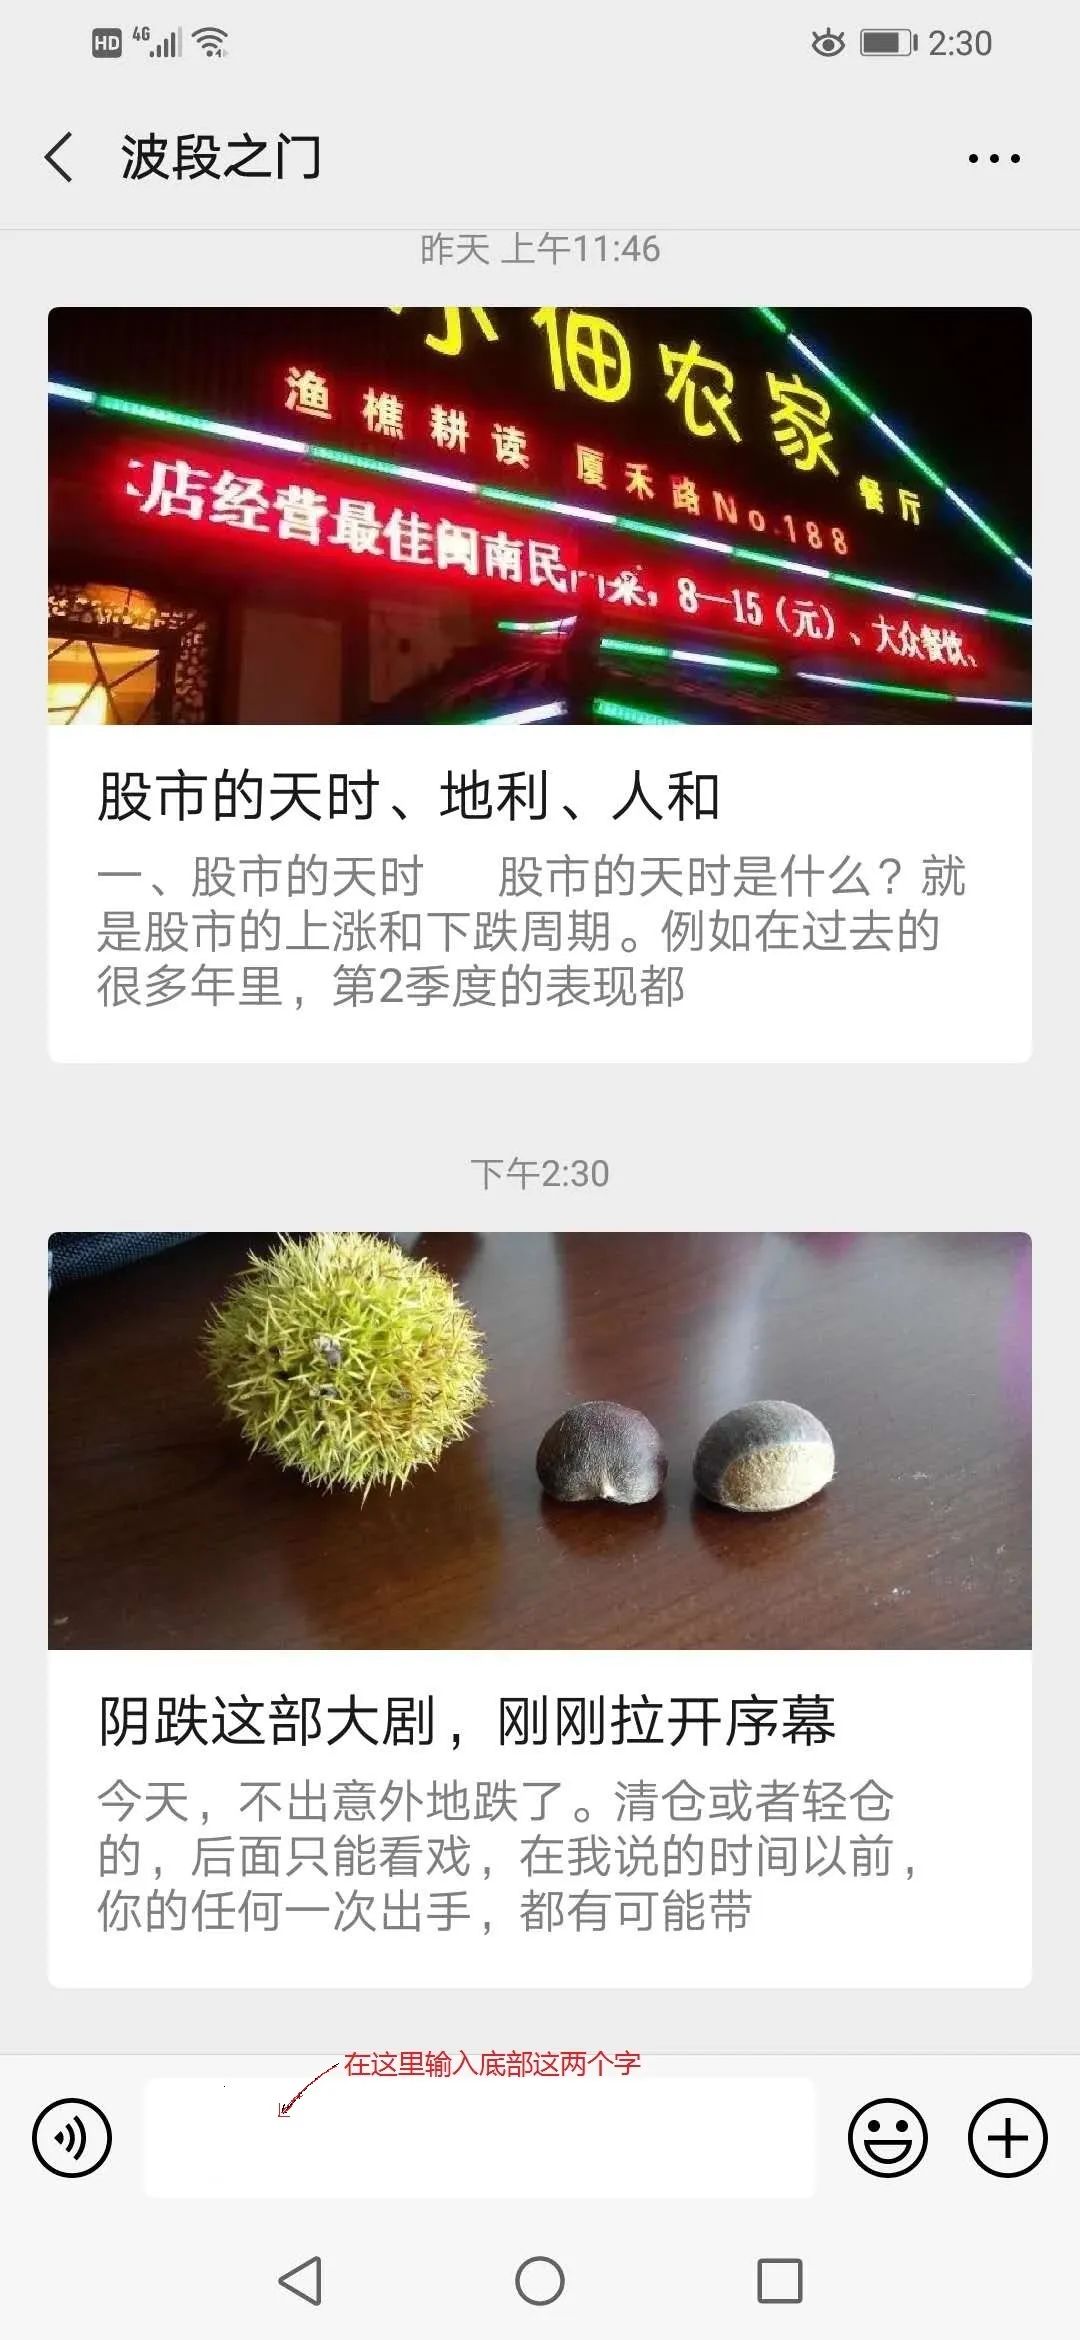 HD 4G 2:30
波段之门
昨天 上午11:46
佃农家
餐厅
渔樵耕读 厦禾路No.188
店经营最佳闽南民
8—15（元）、大众餐饮、
股市的天时、地利、人和
一、股市的天时 股市的天时是什么？就
是股市的上涨和下跌周期。例如在过去的
很多年里，第2季度的表现都
下午2:30
阴跌这部大剧，刚刚拉开序幕
今天，不出意外地跌了。清仓或者轻仓
的，后面只能看戏，在我说的时间以前，
你的任何一次出手，都有可能带
在这里输入底部这两个字